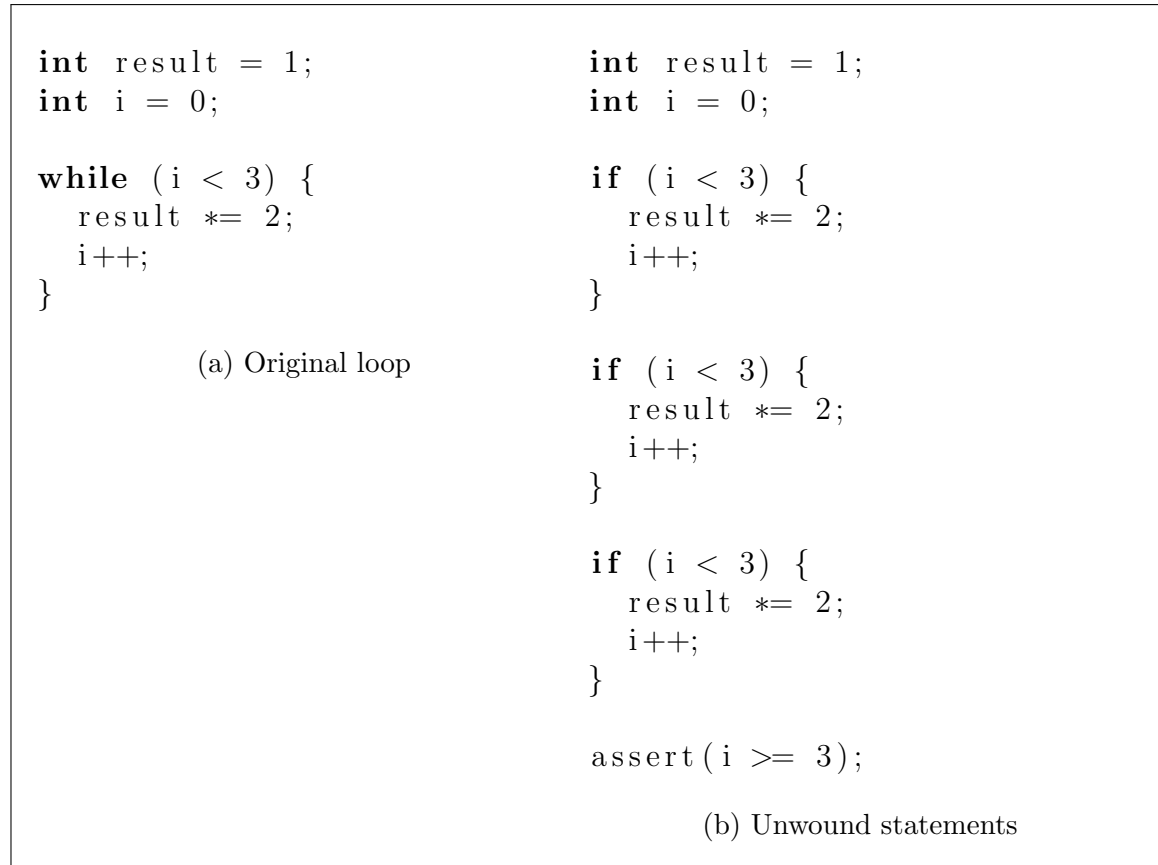 int result = 1;
int i = 0;
while (i < 3) {
result *= 2;
i++;
}
(a) Original loop
int result = 1;
int i = 0;
if (i < 3) {
result *= 2;
i++;
}
if (i < 3) {
result *= 2;
i++;
}
if (i < 3) {
result *= 2;
i++;
}
assert(i >= 3);
(b) Unwound statements